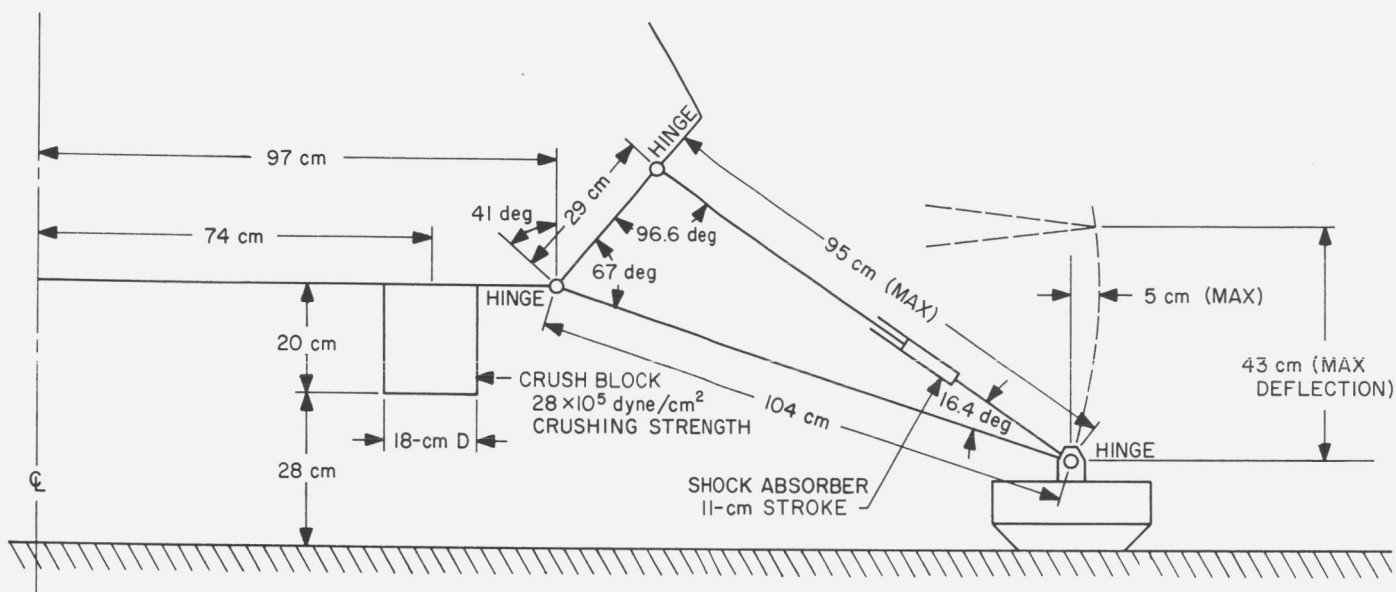 97 cm
HINGE
41 deg
29 cm
74 cm
96.6 deg
67 deg
95 cm (MAX)
5 cm (MAX)
HINGE
20 cm
43 cm (MAX
DEFLECTION)
CRUSH BLOCK
28 × 10⁵ dyne/cm²
CRUSHING STRENGTH
104 cm
16.4 deg
18-cm D
HINGE
28 cm
℄
SHOCK ABSORBER
11-cm STROKE